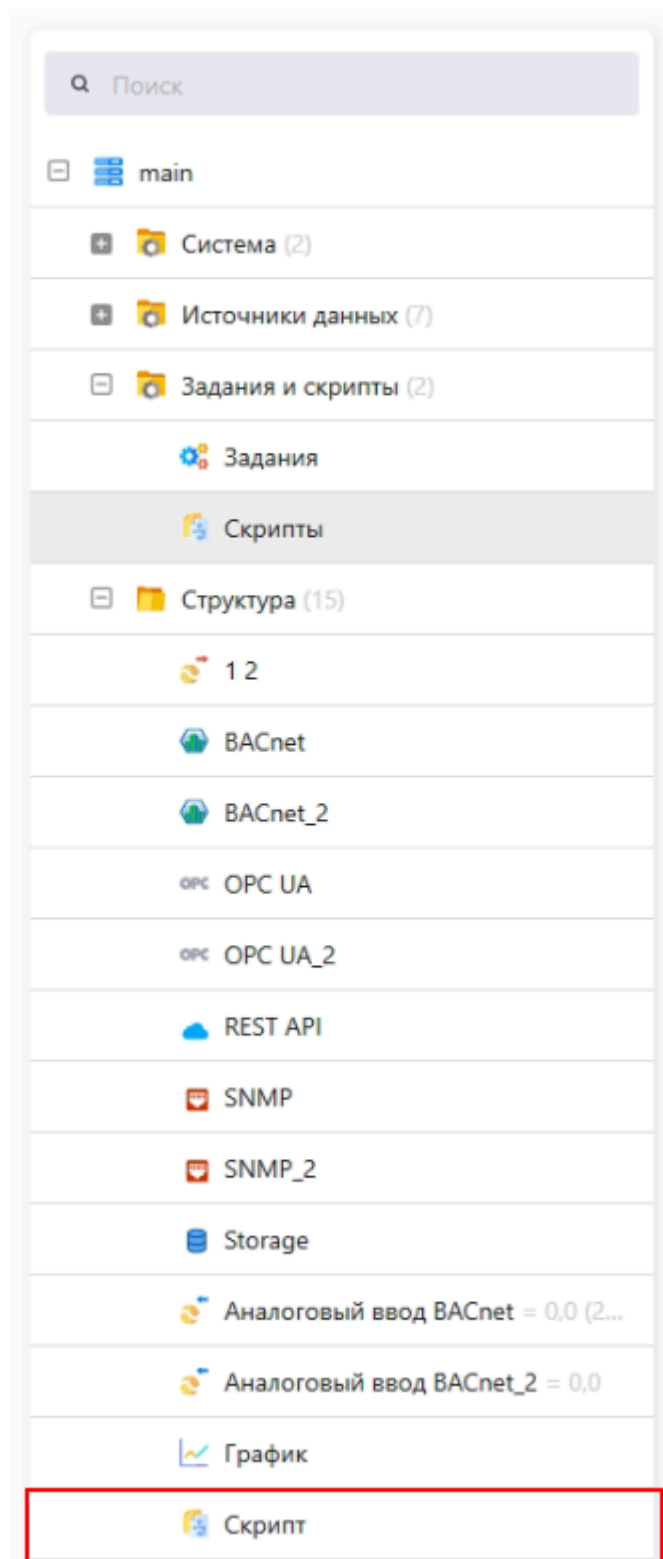 Поиск
main
Система (2)
Источники данных (7)
Задания и скрипты (2)
Задания
Скрипты
Структура (15)
1 2
BACnet
BACnet_2
OPC OPC UA
OPC OPC UA_2
REST API
SNMP
SNMP_2
Storage
Аналоговый ввод BACnet = 0,0 (2...
Аналоговый ввод BACnet_2 = 0,0
График
Скрипт